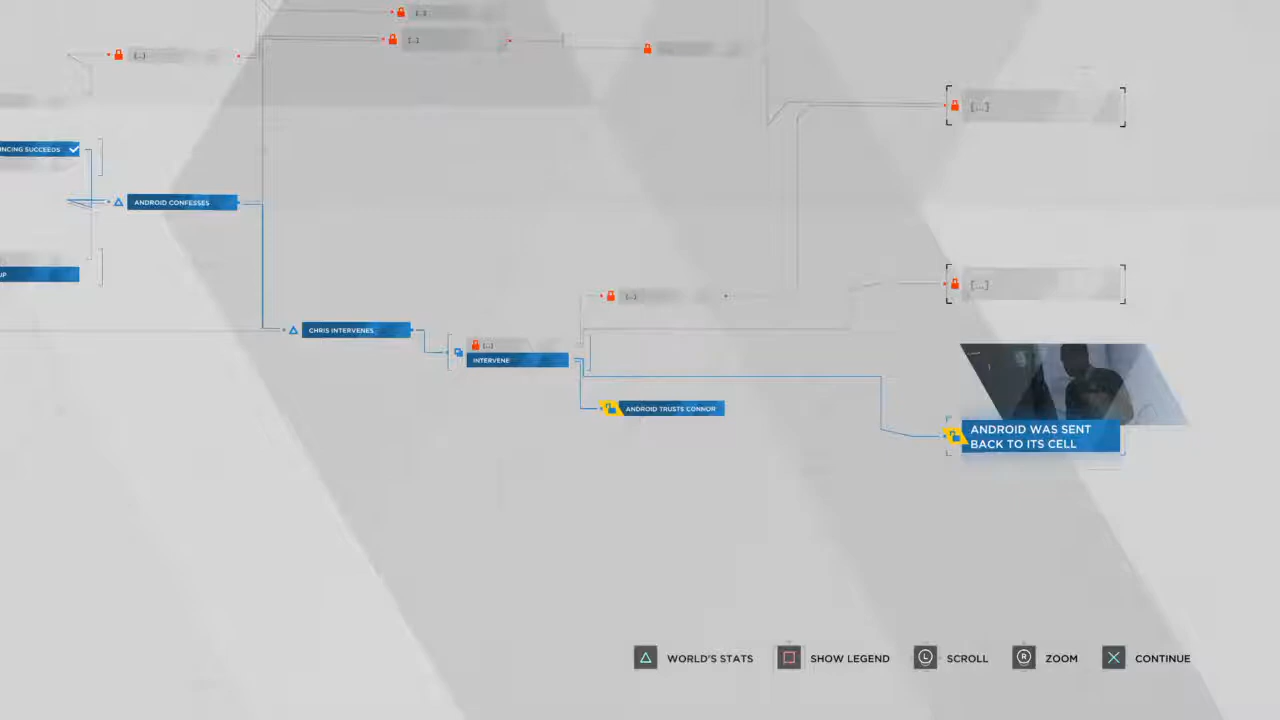 [...]
[...]
[...]
[...]
NCING SUCCEEDS
ANDROID CONFESSES
UP
[...]
[...]
CHRIS INTERVENES
[...]
INTERVENE
ANDROID TRUSTS CONNOR
ANDROID WAS SENT
BACK TO ITS CELL
WORLD'S STATS
SHOW LEGEND
L
SCROLL
R
ZOOM
CONTINUE